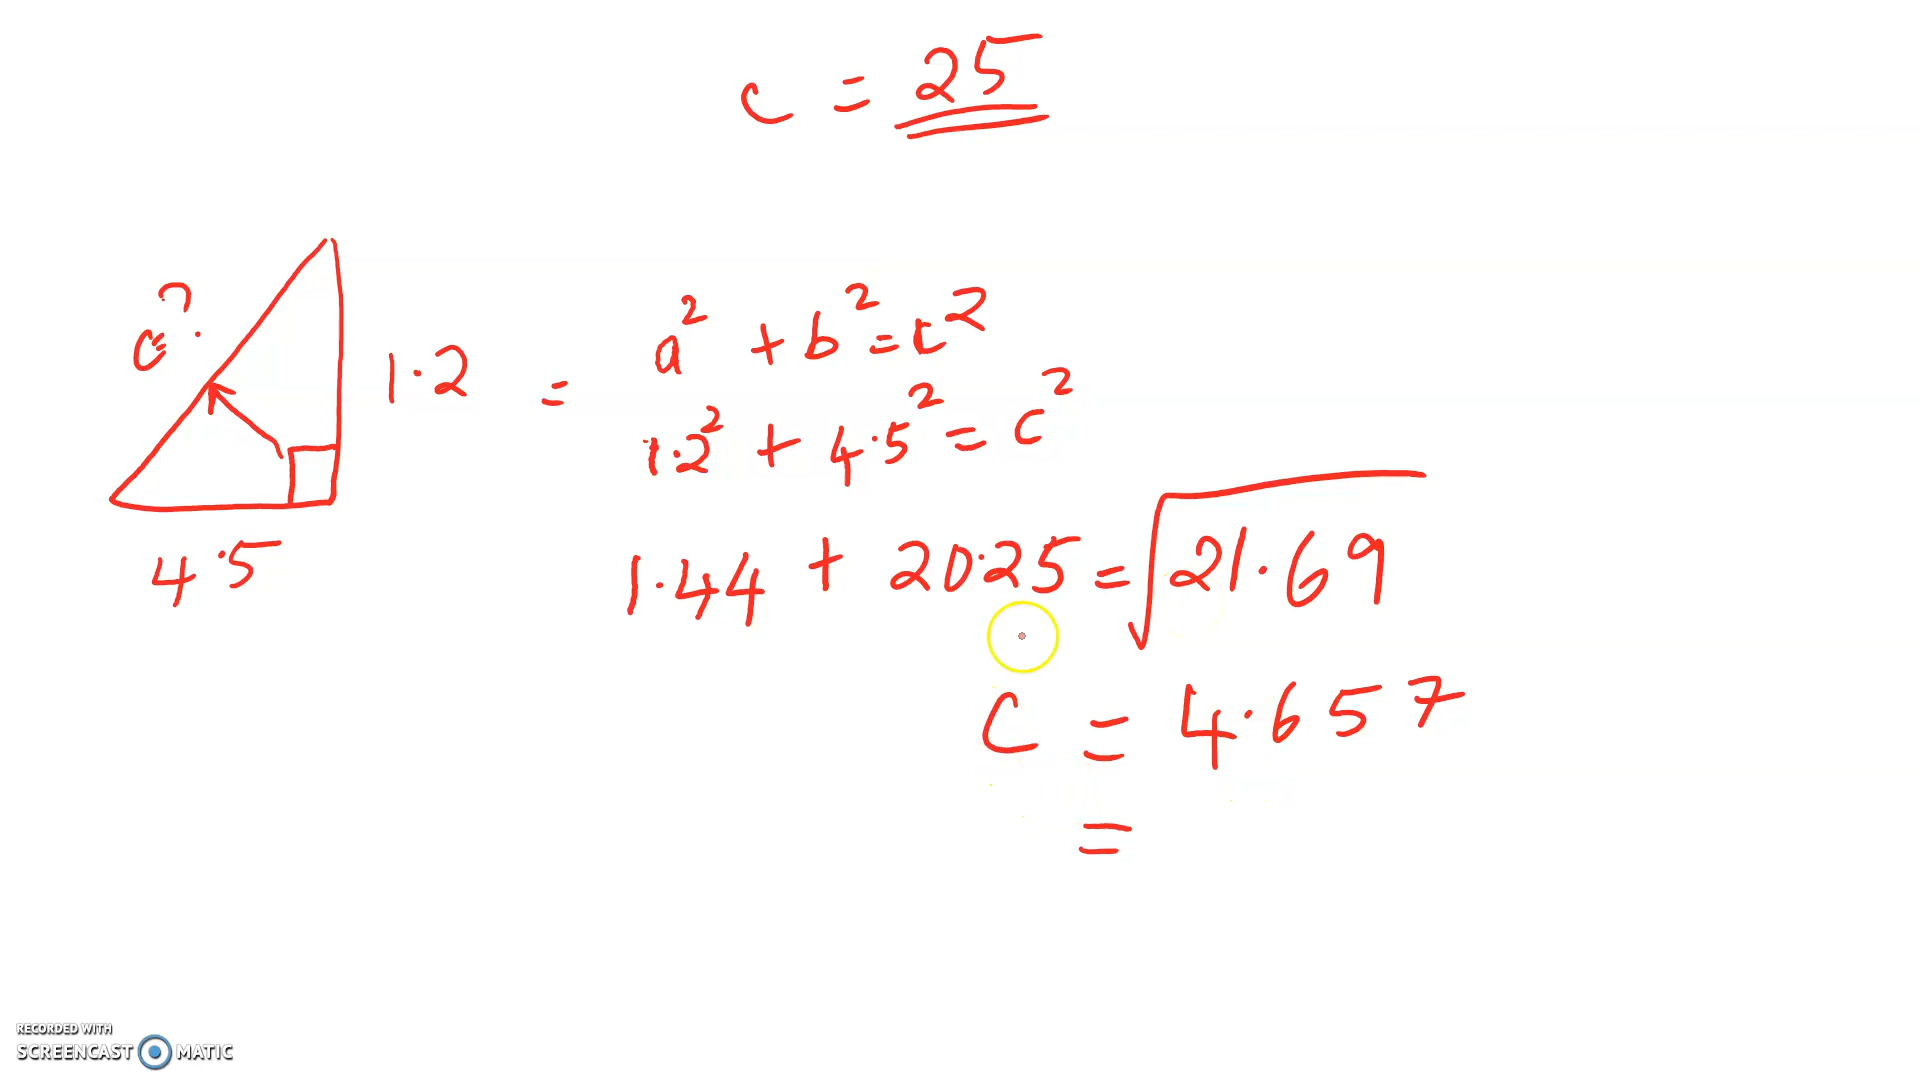 c = 25
c?
1.2
4.5
=
a² + b² = c²
1.2² + 4.5² = c²
1.44 + 20.25 = √21.69
C = 4.657
=
RECORDED WITH
SCREENCAST MATIC